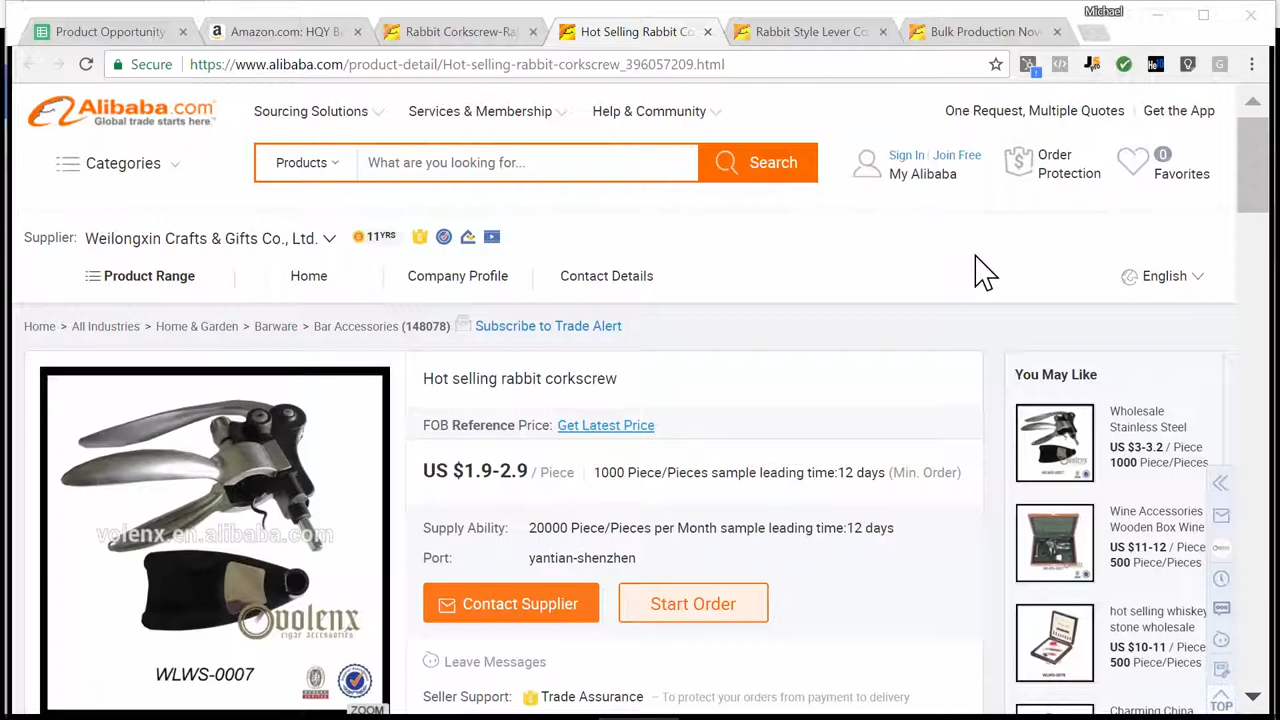 Michael
Product Opportunity
Amazon.com: HQY B
Rabbit Corkscrew-Ra
Hot Selling Rabbit Co
Rabbit Style Lever Co
Bulk Production Nov
Secure
https://www.alibaba.com/product-detail/Hot-selling-rabbit-corkscrew_396057209.html
Alibaba.com
Global trade starts here.
Sourcing Solutions
Services & Membership
Help & Community
One Request, Multiple Quotes
Get the App
Categories
Products
What are you looking for...
Search
Sign In
Join Free
My Alibaba
Order
Protection
0
Favorites
Supplier:
Weilongxin Crafts & Gifts Co., Ltd.
11YRS
Product Range
Home
Company Profile
Contact Details
English
Home > All Industries > Home & Garden > Barware > Bar Accessories (148078)
Subscribe to Trade Alert
Hot selling rabbit corkscrew
FOB Reference Price: Get Latest Price
US $1.9-2.9 / Piece
1000 Piece/Pieces sample leading time:12 days (Min. Order)
Supply Ability:
20000 Piece/Pieces per Month sample leading time:12 days
Port:
yantian-shenzhen
Contact Supplier
Start Order
Leave Messages
Seller Support:
Trade Assurance
– To protect your orders from payment to delivery
volenx.en.alibaba.com
volenx
cigar accessories
WLWS-0007
ZOOM
You May Like
Wholesale
Stainless Steel
US $3-3.2 / Piece
1000 Piece/Pieces
Wine Accessories
Wooden Box Wine
US $11-12 / Piece
500 Piece/Pieces
hot selling whiskey
stone wholesale
US $10-11 / Piece
500 Piece/Pieces
Charming China
TOP